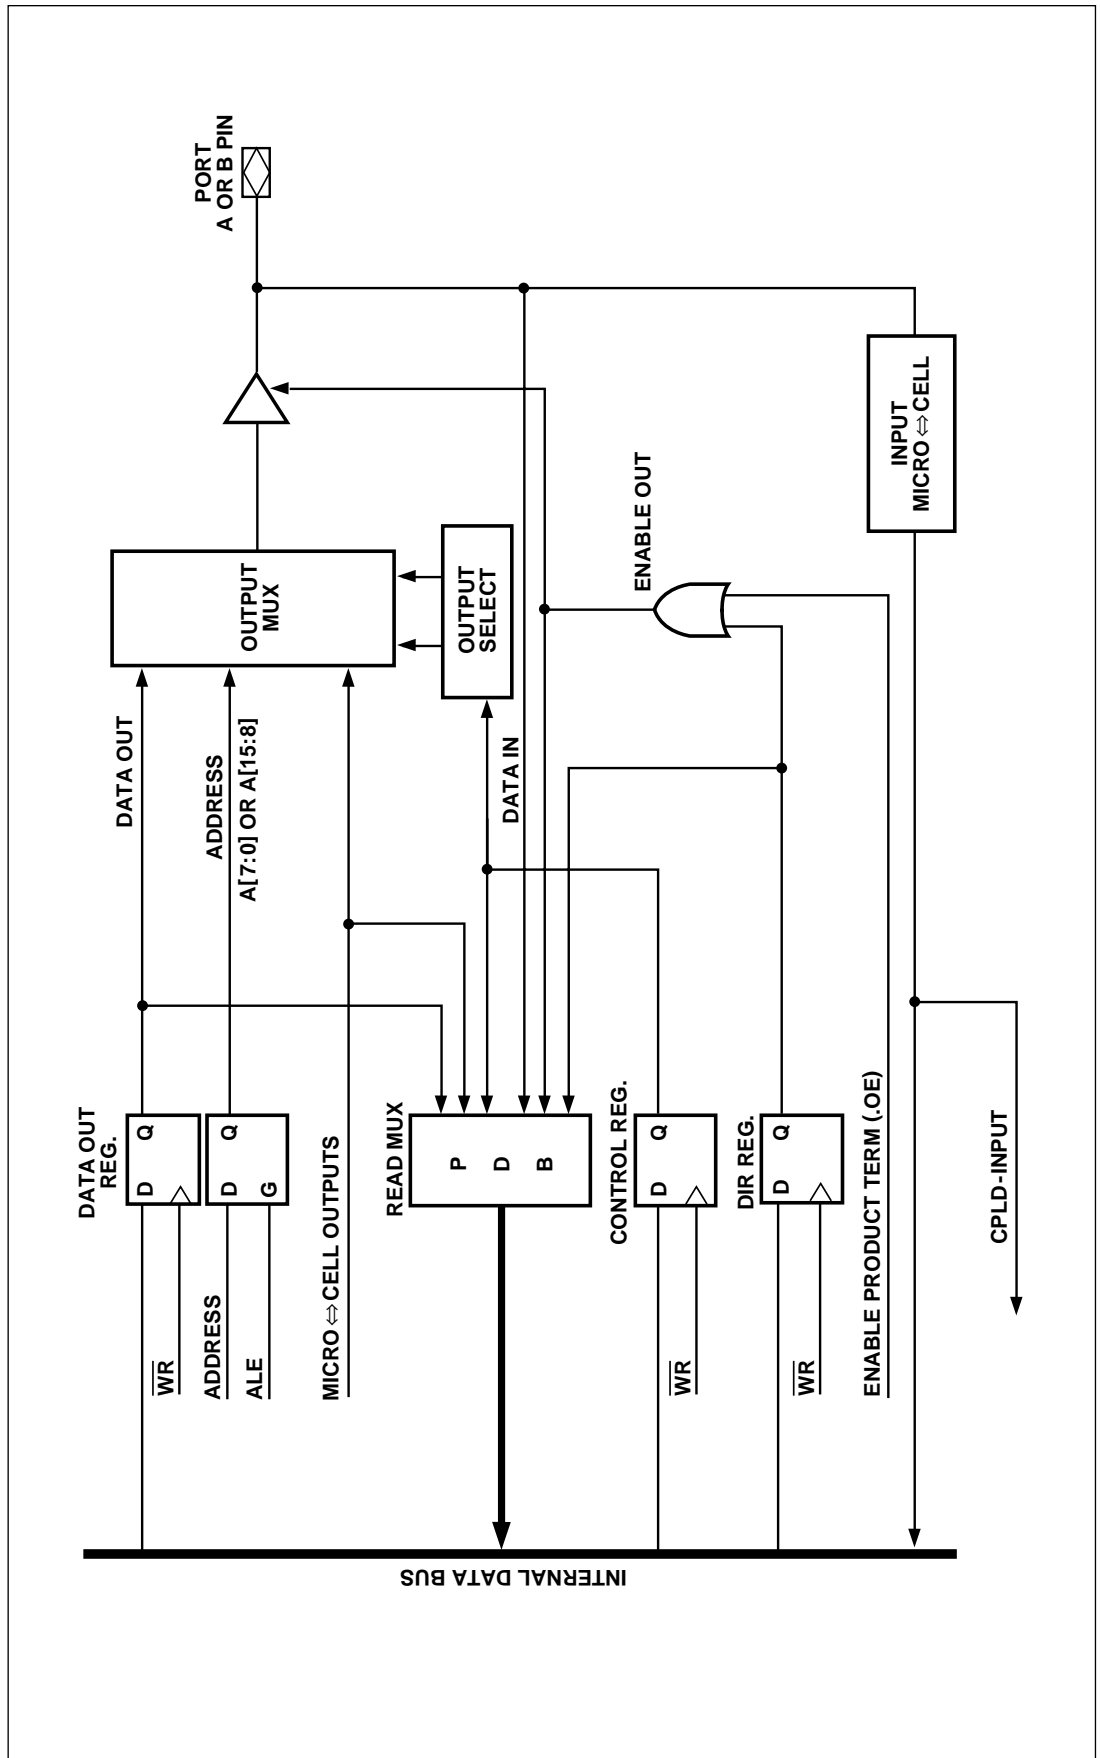 INTERNAL DATA BUS
DATA OUT
REG.
D Q
WR
ADDRESS
D Q
ALE
G
MICRO⇔CELL OUTPUTS
READ MUX
P
D
B
CONTROL REG.
D Q
WR
DIR REG.
D Q
WR
ENABLE PRODUCT TERM (.OE)
CPLD-INPUT
DATA OUT
ADDRESS
A[7:0] OR A[15:8]
OUTPUT
MUX
OUTPUT
SELECT
DATA IN
ENABLE OUT
INPUT
MICRO⇔CELL
PORT
A OR B PIN